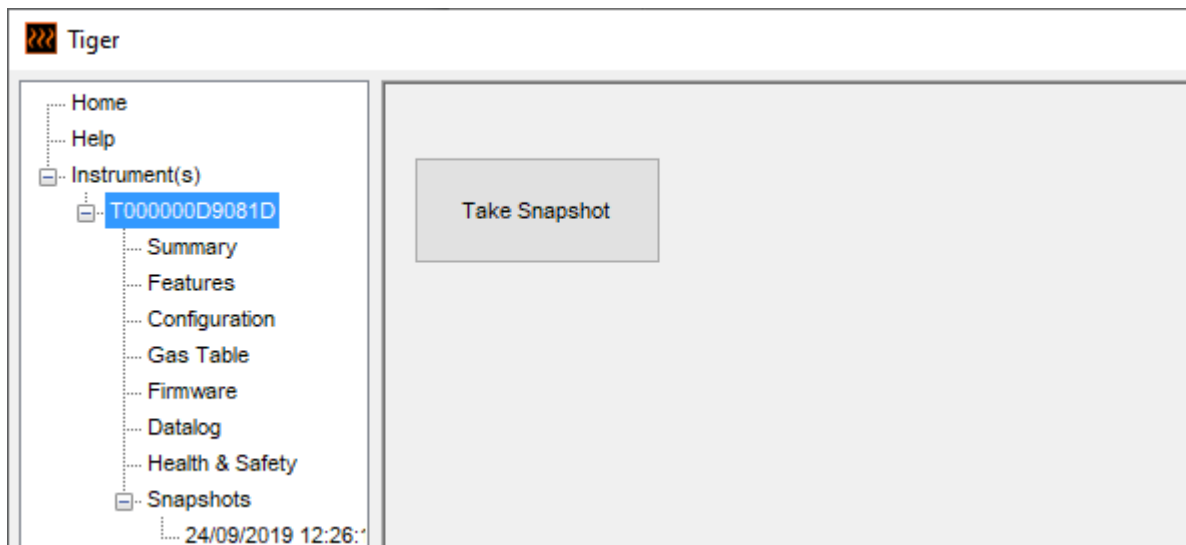 Tiger
Home
Help
Instrument(s)
T000000D9081D
Summary
Features
Configuration
Gas Table
Firmware
Datalog
Health & Safety
Snapshots
24/09/2019 12:26:
Take Snapshot